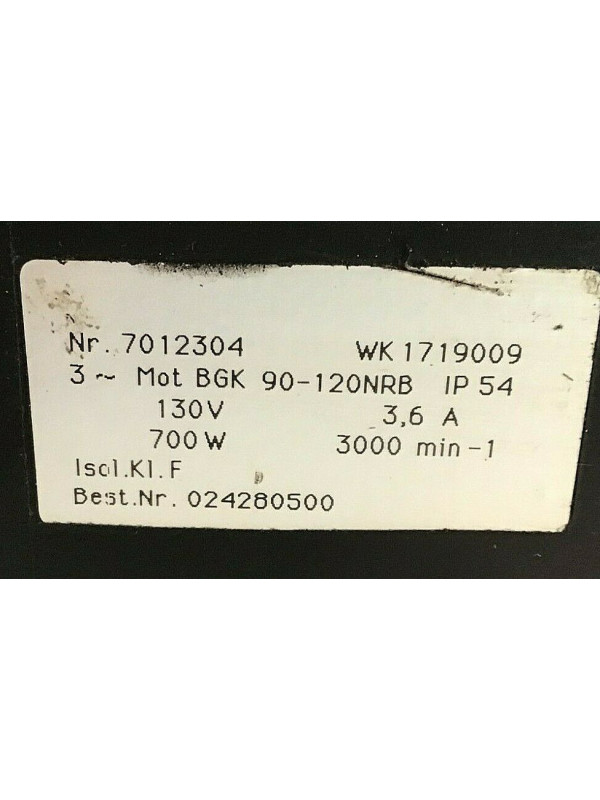 Nr. 7012304 WK 1719009
3 ~ Mot BGK 90-120NRB IP 54
130V 3,6 A
700 W 3000 min-1
Isol.Kl.F
Best.Nr. 024280500